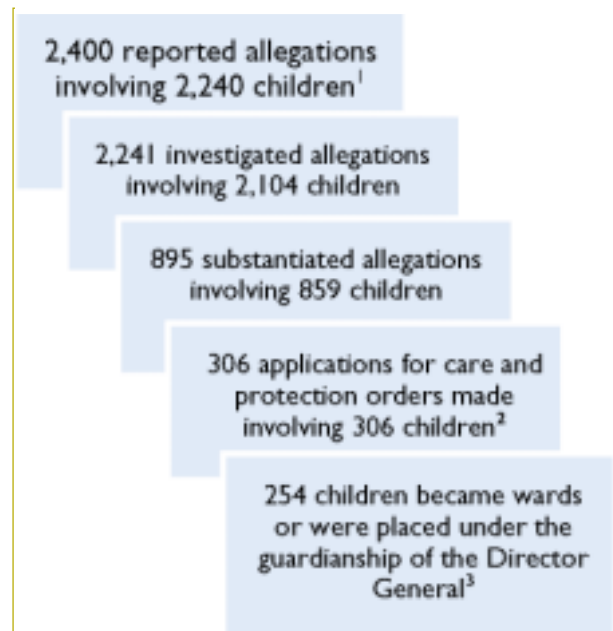 2,400 reported allegations
involving 2,240 children¹
2,241 investigated allegations
involving 2,104 children
895 substantiated allegations
involving 859 children
306 applications for care and
protection orders made
involving 306 children²
254 children became wards
or were placed under the
guardianship of the Director
General³